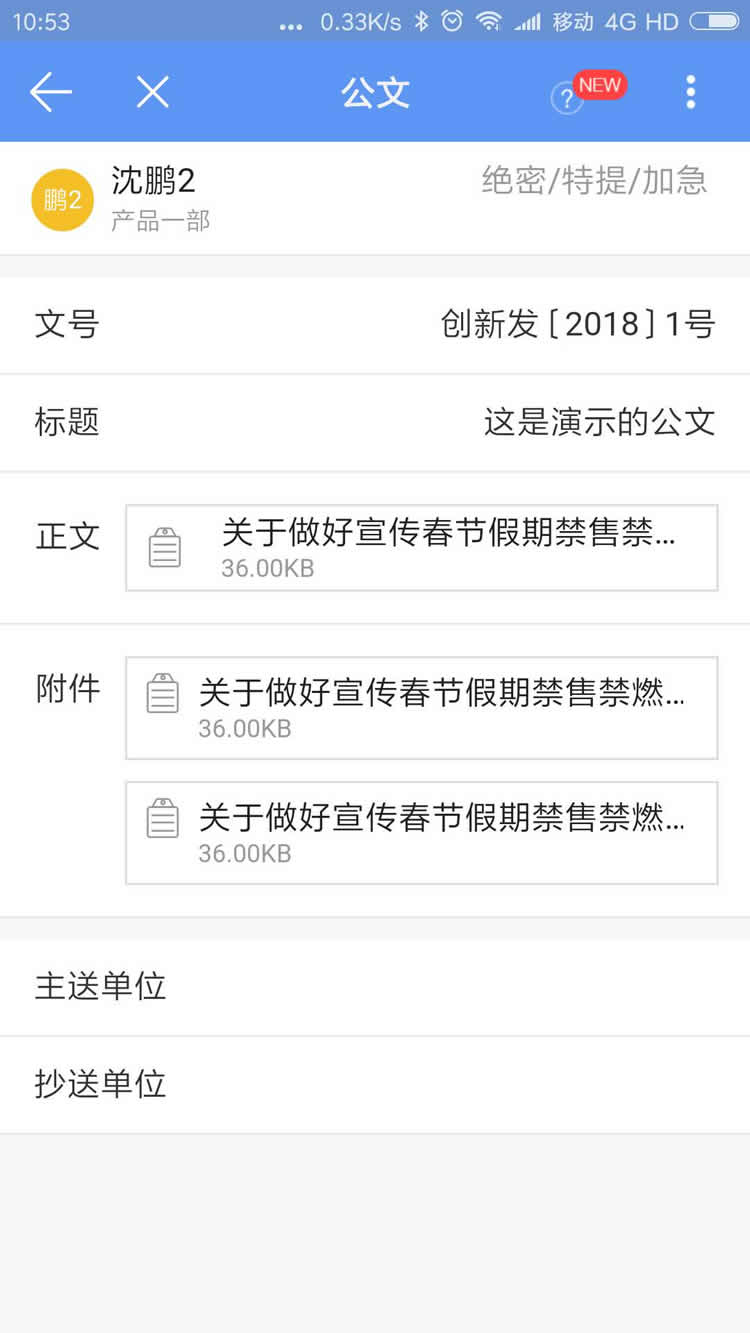 10:53
... 0.33K/s 移动 4G HD
公文
? NEW
鹏2
沈鹏2
绝密/特提/加急
产品一部
文号
创新发〔2018〕1号
标题
这是演示的公文
正文
关于做好宣传春节假期禁售禁...
36.00KB
附件
关于做好宣传春节假期禁售禁燃...
36.00KB
关于做好宣传春节假期禁售禁燃...
36.00KB
主送单位
抄送单位